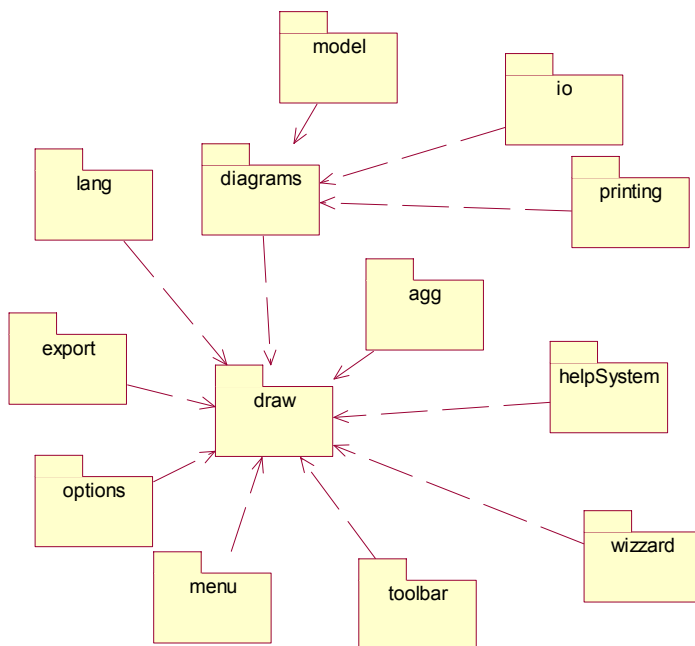 model
io
lang
diagrams
printing
agg
export
helpSystem
draw
options
wizzard
menu
toolbar